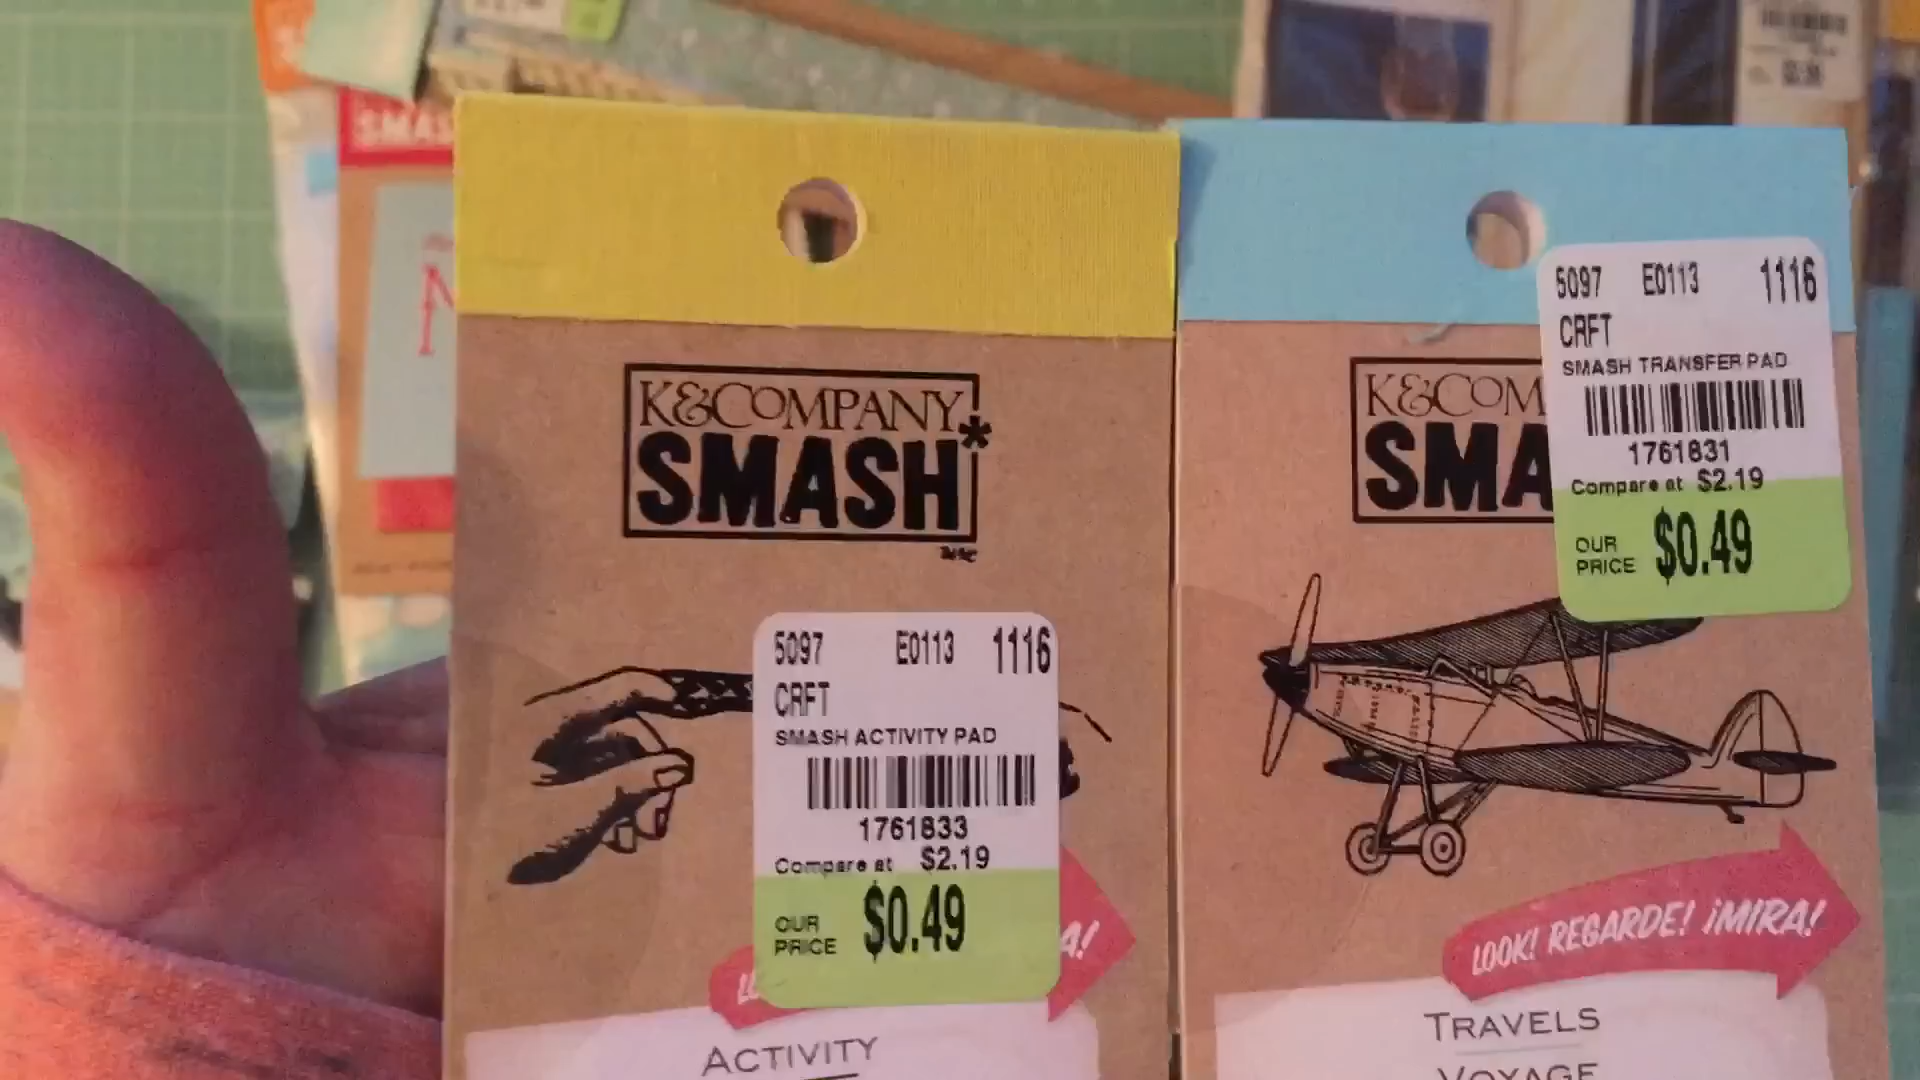 SMAS
K&COMPANY
SMASH*
5097 E0113 1116
CRFT
SMASH ACTIVITY PAD
1761833
Compare at $2.19
OUR PRICE $0.49
A!
ACTIVITY
K&COM
SMA
5097 E0113 1116
CRFT
SMASH TRANSFER PAD
1761831
Compare at $2.19
OUR PRICE $0.49
LOOK! REGARDE! ¡MIRA!
TRAVELS
VOYAGE